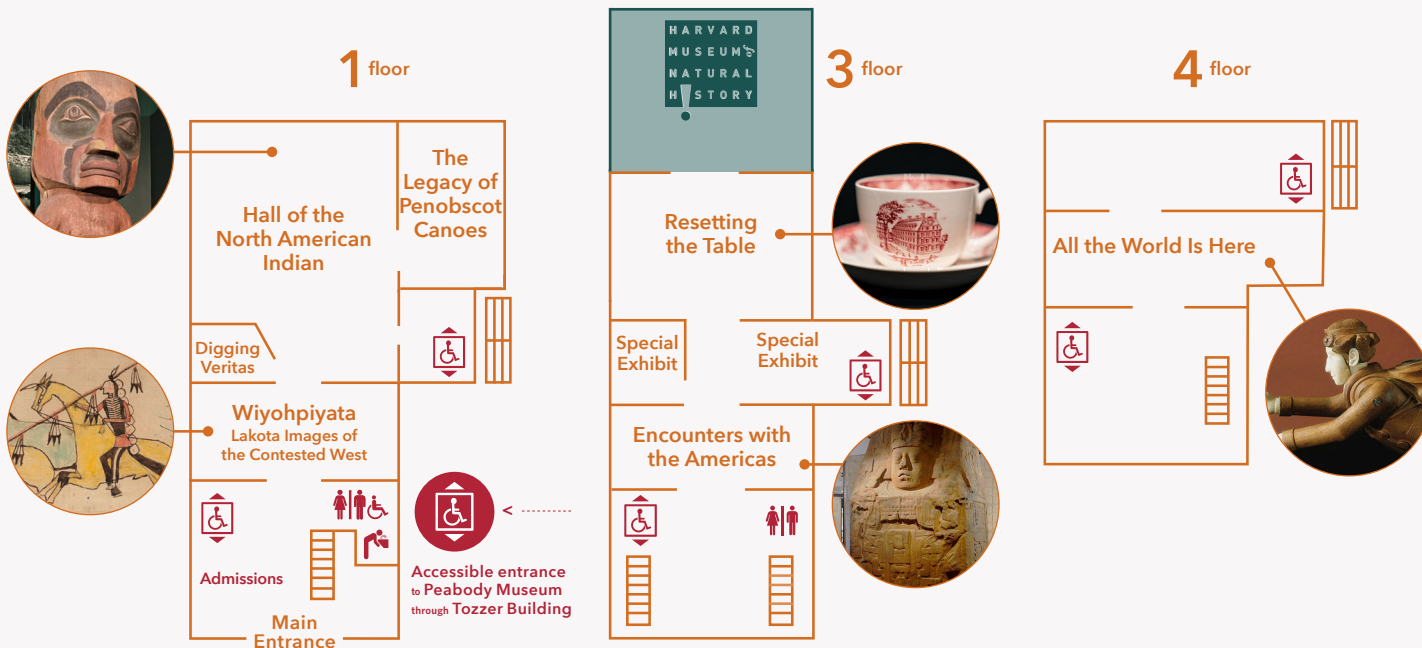 1 floor
The
Legacy of
Penobscot
Canoes
Hall of the
North American
Indian
Digging
Veritas
Wiyohpiyata
Lakota Images of
the Contested West
Admissions
Main
Entrance
<
Accessible entrance
to Peabody Museum
through Tozzer Building
HARVARD
MUSEUM of
NATURAL
H!STORY
3 floor
Resetting
the Table
Special
Exhibit
Special
Exhibit
Encounters with
the Americas
4 floor
All the World Is Here